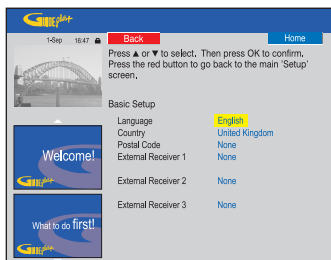 GUIDE Plus+
1-Sep 16:47
Back
Home
Press ▲ or ▼ to select. Then press OK to confirm.
Press the red button to go back to the main 'Setup'
screen.
Basic Setup
Language English
Country United Kingdom
Postal Code None
External Receiver 1 None
External Receiver 2 None
External Receiver 3 None
Welcome!
GUIDE Plus+
What to do first!
GUIDE Plus+